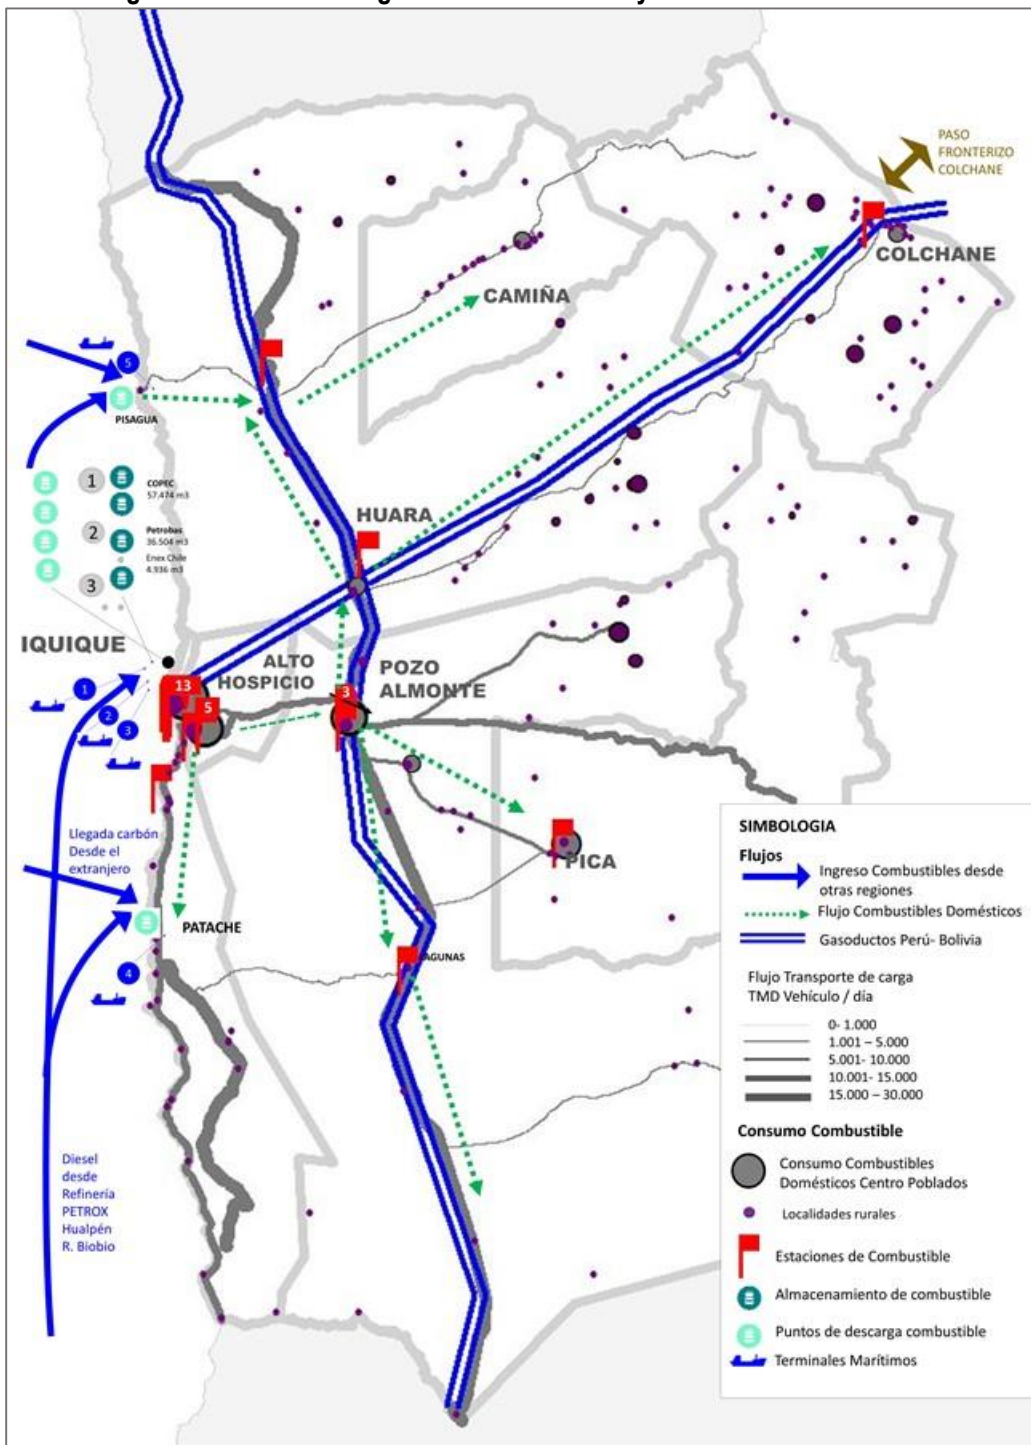 PASO
FRONTERIZO
COLCHANE
COLCHANE
CAMIÑA
5
PISAGUA
1
COPEC
57.474 m3
2
Petrobas
36.504 m3
Enex Chile
4.936 m3
3
HUARA
IQUIQUE
ALTO
HOSPICIO
POZO
ALMONTE
13
5
3
1
2
3
PICA
Llegada carbón
Desde el
extranjero
PATACHE
4
AGUNAS
Diesel
desde
Refinería
PETROX
Hualpén
R. Biobio
SIMBOLOGIA
Flujos
Ingreso Combustibles desde
otras regiones
Flujo Combustibles Domésticos
Gasoductos Perú- Bolivia
Flujo Transporte de carga
TMD Vehículo / día
0- 1.000
1.001 – 5.000
5.001- 10.000
10.001- 15.000
15.000 – 30.000
Consumo Combustible
Consumo Combustibles
Domésticos Centro Poblados
Localidades rurales
Estaciones de Combustible
Almacenamiento de combustible
Puntos de descarga combustible
Terminales Marítimos